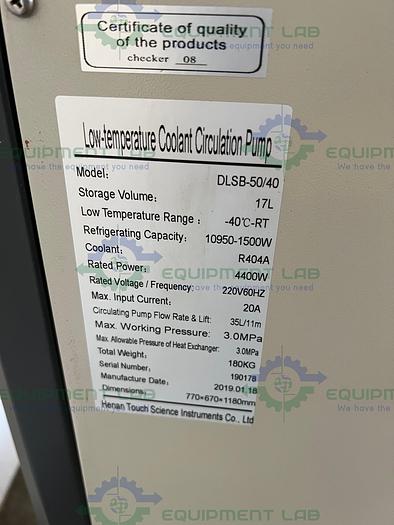 EQUIPMENT LAB
We have the
Certificate of quality
of the products
checker 08
Low-temperature Coolant Circulation Pump
Model: DLSB-50/40
Storage Volume: 17L
Low Temperature Range: -40℃-RT
Refrigerating Capacity: 10950-1500W
Coolant: R404A
Rated Power: 4400W
Rated Voltage / Frequency: 220V60HZ
Max. Input Current: 20A
Circulating Pump Flow Rate & Lift: 35L/11m
Max. Working Pressure: 3.0MPa
Max. Allowable Pressure of Heat Exchanger: 3.0MPa
Total Weight: 180KG
Serial Number: 190178
Manufacture Date: 2019.01.18
Dimensions: 770×670×1180mm
Henan Touch Science Instruments Co., Ltd
EQUIPMENT LAB